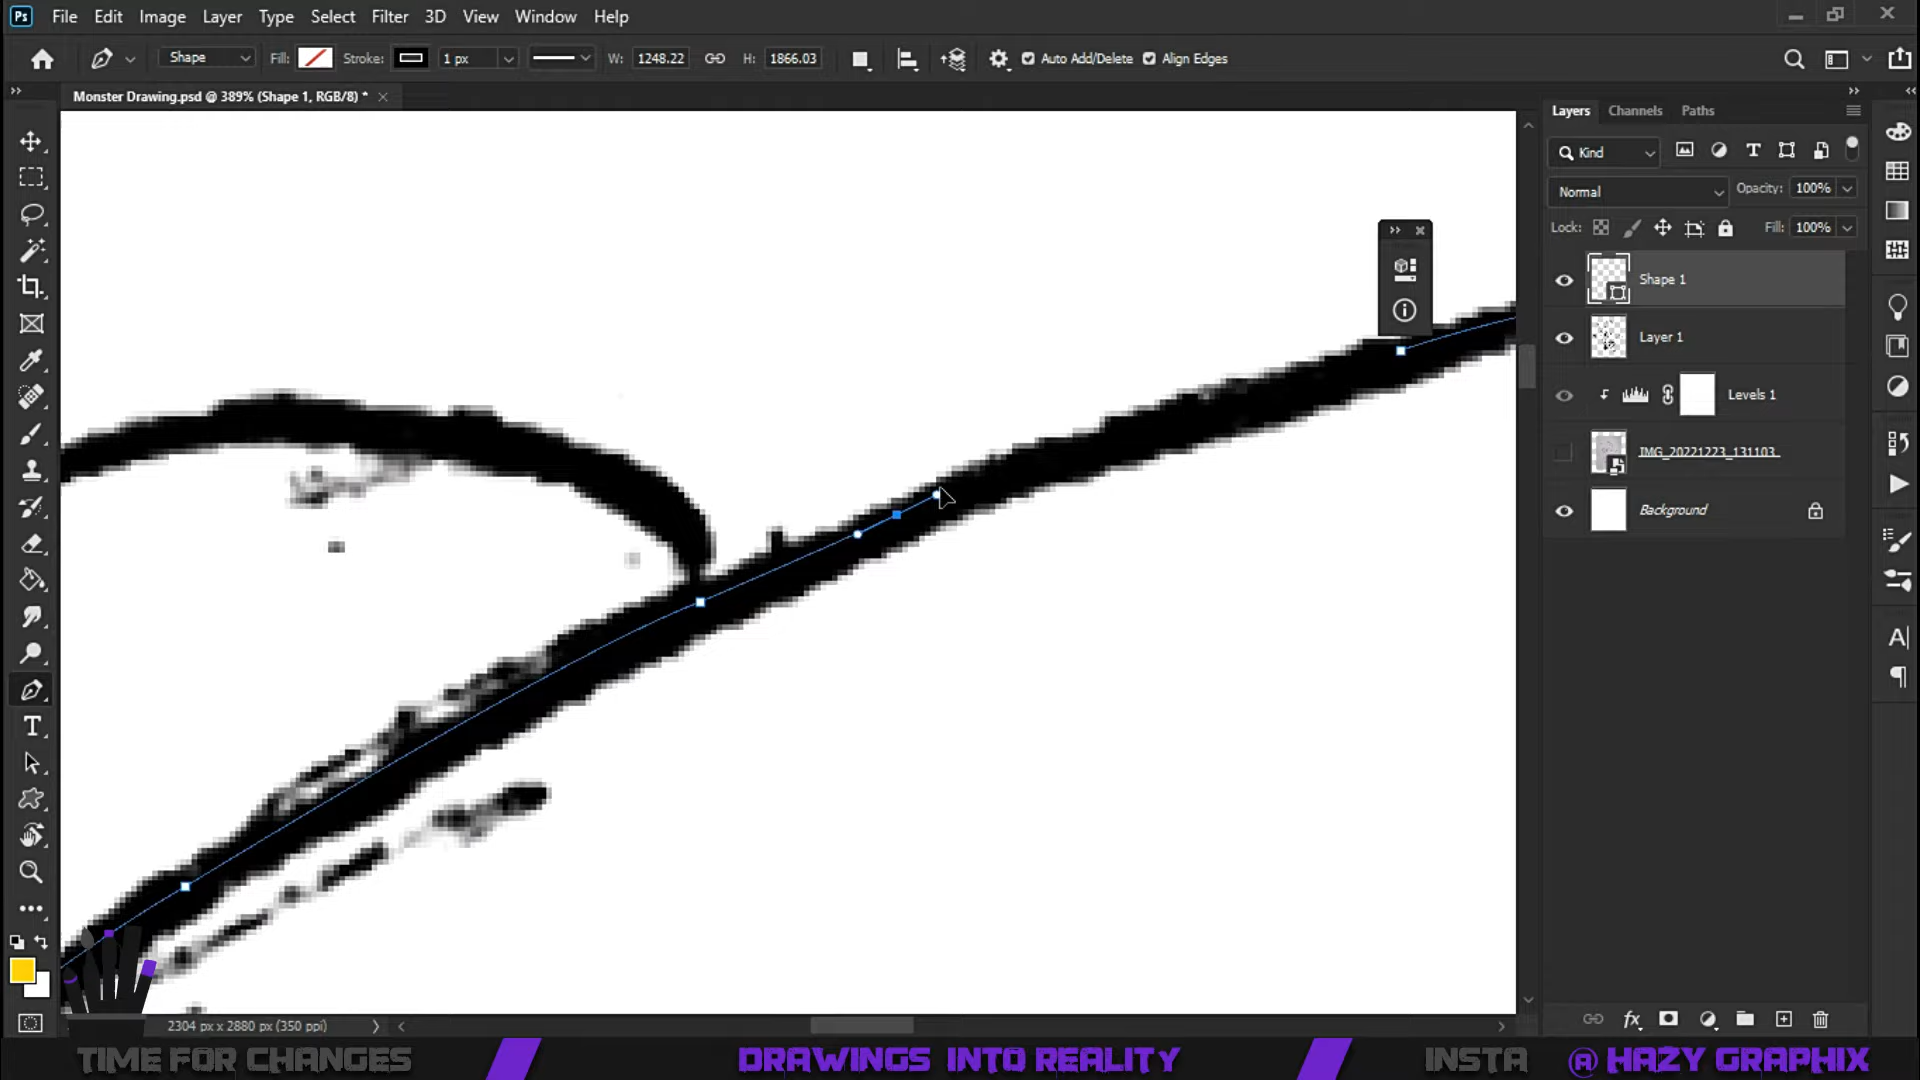 Ps File Edit Image Layer Type Select Filter 3D View Window Help
Shape Fill: Stroke: 1 px W: 1248.22 H: 1866.03 Auto Add/Delete Align Edges
Monster Drawing.psd @ 389% (Shape 1, RGB/8) *
Layers Channels Paths
Kind
Normal Opacity: 100%
Lock: Fill: 100%
Shape 1
Layer 1
Levels 1
IMG_20221223_131103_
Background
2304 px x 2880 px (350 ppi)
TIME FOR CHANGES DRAWINGS INTO REALITY INSTA @ HAZY GRAPHIX